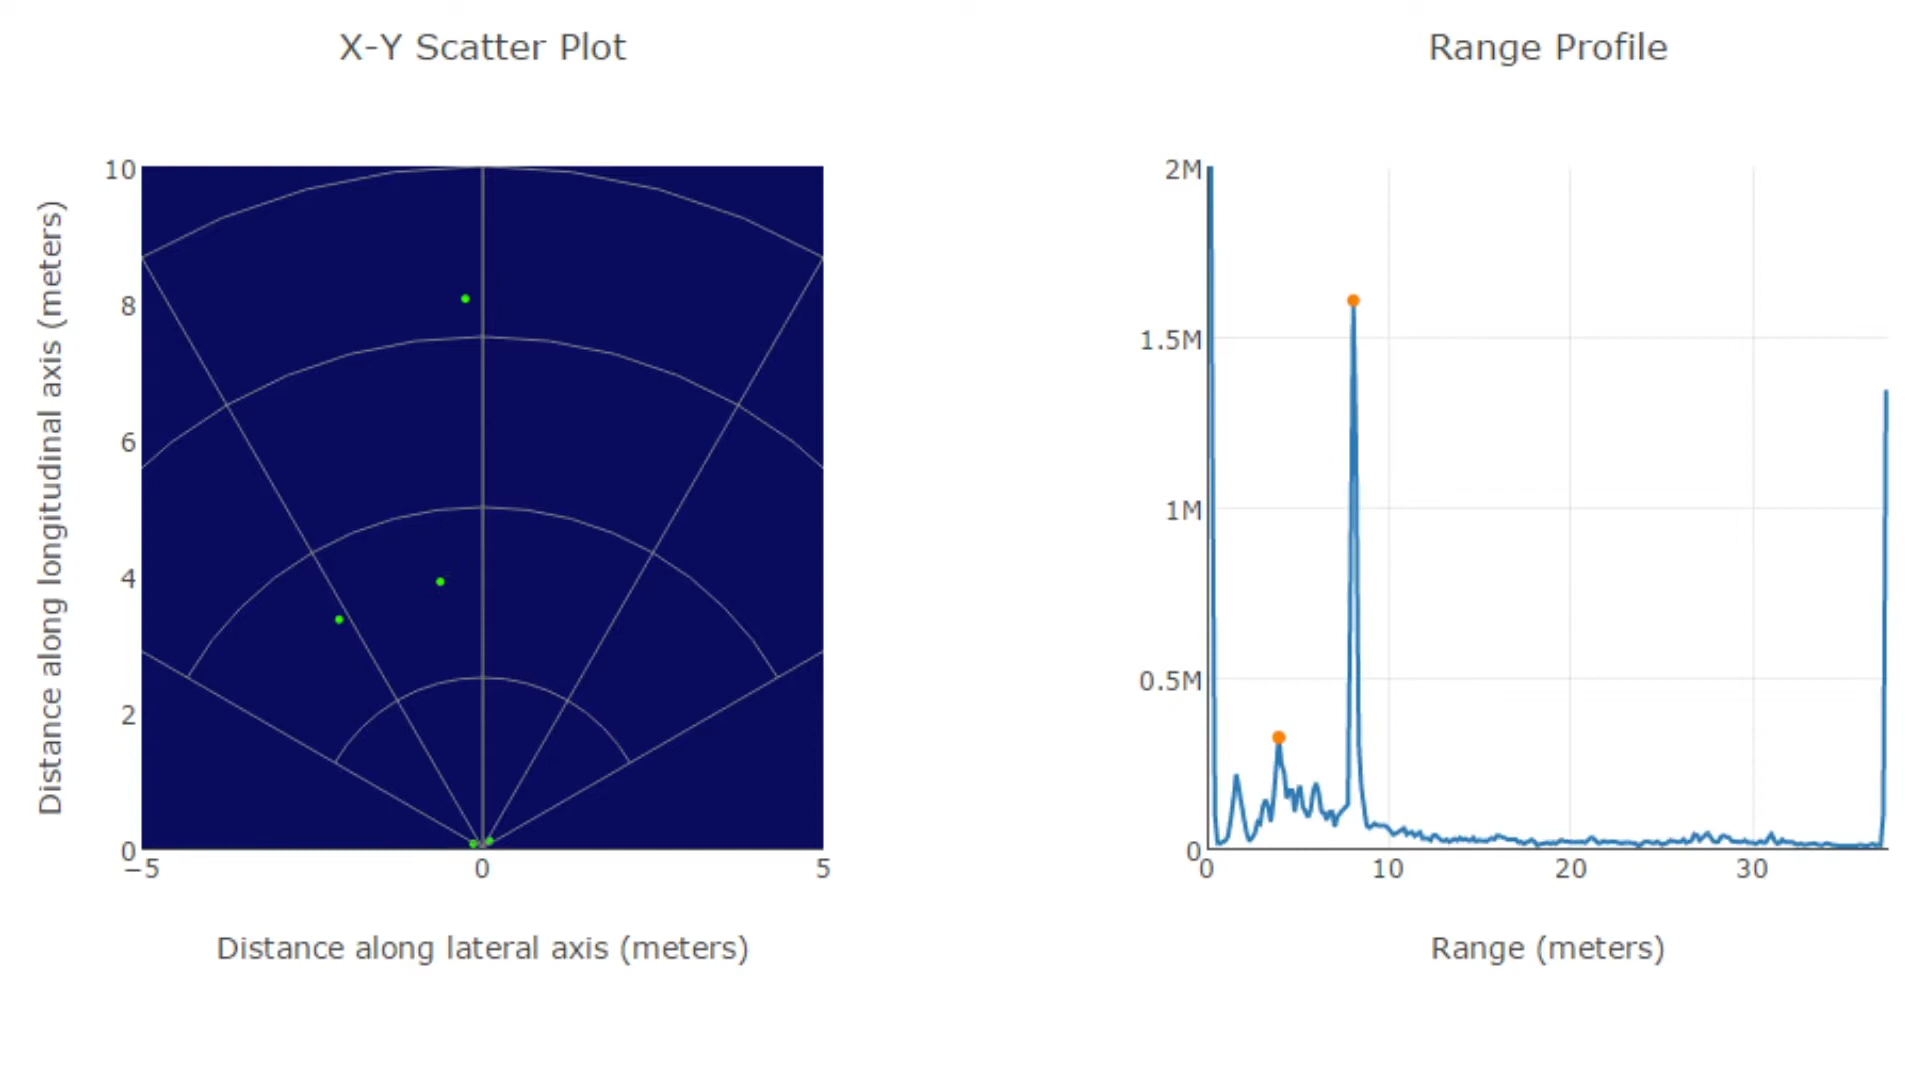 X-Y Scatter Plot
10
8
6
4
2
0
−5
0
5
Distance along longitudinal axis (meters)
Distance along lateral axis (meters)
Range Profile
2M
1.5M
1M
0.5M
0
0
10
20
30
Range (meters)